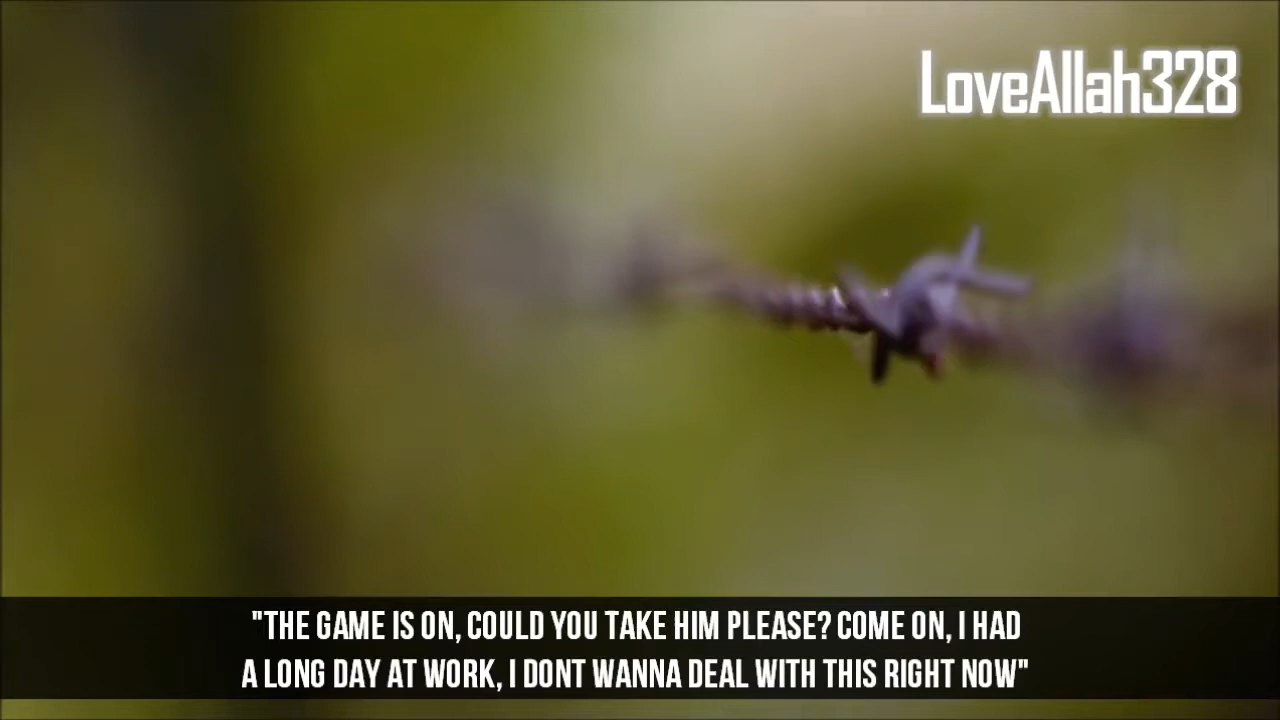 LoveAllah328
"THE GAME IS ON, COULD YOU TAKE HIM PLEASE? COME ON, I HAD
A LONG DAY AT WORK, I DONT WANNA DEAL WITH THIS RIGHT NOW"